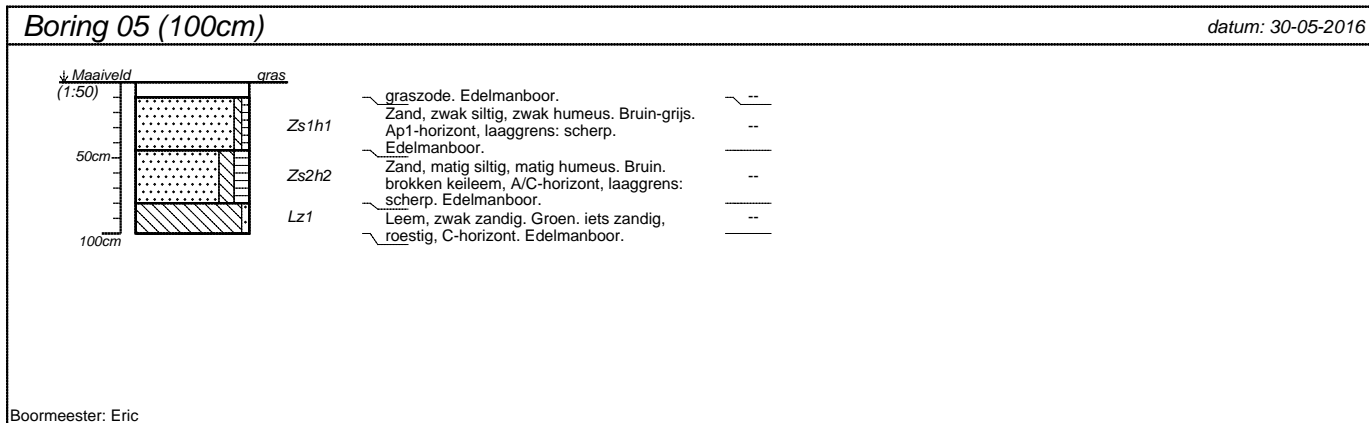 Boring 05 (100cm)
datum: 30-05-2016
Maaiveld gras
(1:50)
graszode. Edelmanboor. --
Zs1h1 Zand, zwak siltig, zwak humeus. Bruin-grijs. --
Ap1-horizont, laaggrens: scherp.
Edelmanboor.
50cm
Zs2h2 Zand, matig siltig, matig humeus. Bruin. --
brokken keileem, A/C-horizont, laaggrens:
scherp. Edelmanboor.
Lz1 Leem, zwak zandig. Groen. iets zandig, --
roestig, C-horizont. Edelmanboor.
100cm
Boormeester: Eric